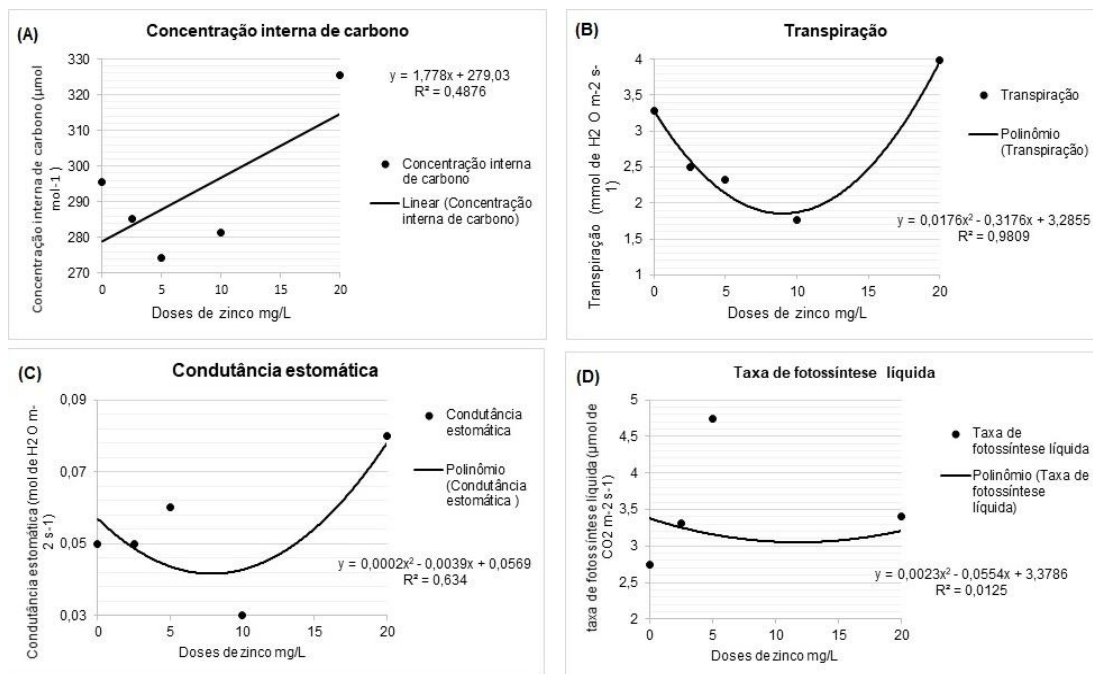 (A)
Concentração interna de carbono
Concentração interna de carbono (µmol
mol-1 )
330
320
310
300
290
280
270
0
5
10
15
20
Doses de zinco mg/L
y = 1,778x + 279,03
R² = 0,4876
Concentração interna
de carbono
Linear (Concentração
interna de carbono)
(B)
Transpiração
Transpiração (mmol de H2 O m-2 s-
1)
4
3,5
3
2,5
2
1,5
1
0
5
10
15
20
Doses de zinco mg/L
Transpiração
Polinômio
(Transpiração)
y = 0,0176x² - 0,3176x + 3,2855
R² = 0,9809
(C)
Condutância estomática
Condutância estomática (mol de H2 O m-
2 s-1)
0,09
0,07
0,05
0,03
0
5
10
15
20
Doses de zinco mg/L
Condutância
estomática
Polinômio
(Condutância
estomática )
y = 0,0002x² - 0,0039x + 0,0569
R² = 0,634
(D)
Taxa de fotossíntese líquida
taxa de fotossíntese líquida (µmol de
CO2 m-2 s-1)
5
4,5
4
3,5
3
2,5
2
0
5
10
15
20
Doses de zinco mg/L
Taxa de
fotossíntese líquida
Polinômio (Taxa de
fotossíntese
líquida)
y = 0,0023x² - 0,0554x + 3,3786
R² = 0,0125